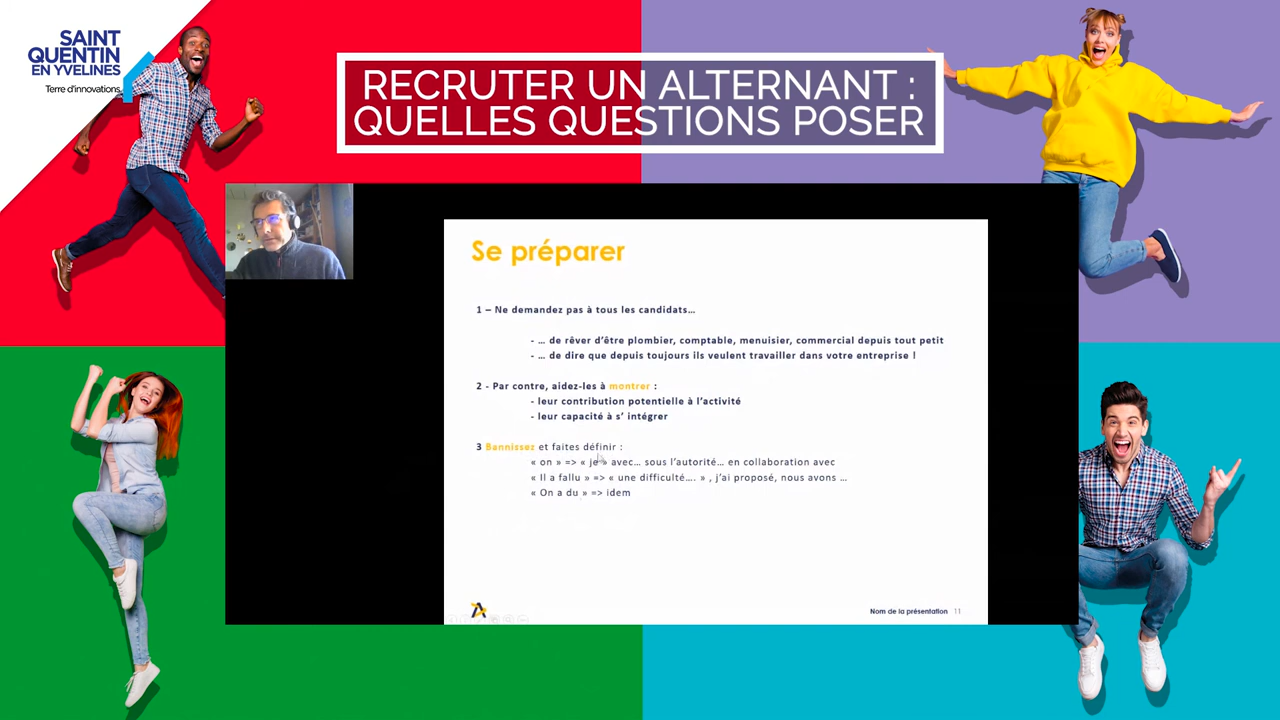 SAINT
QUENTIN
EN YVELINES
Terre d'innovations
RECRUTER UN ALTERNANT :
QUELLES QUESTIONS POSER
Se préparer
1 – Ne demandez pas à tous les candidats…
- … de rêver d'être plombier, comptable, menuisier, commercial depuis tout petit
- … de dire que depuis toujours ils veulent travailler dans votre entreprise !
2 - Par contre, aidez-les à montrer :
- leur contribution potentielle à l'activité
- leur capacité à s' intégrer
3 Bannissez et faites définir :
« on » => « je » avec… sous l'autorité… en collaboration avec
« Il a fallu » => « une difficulté…. » , j'ai proposé, nous avons …
« On a du » => idem
Nom de la présentation 11